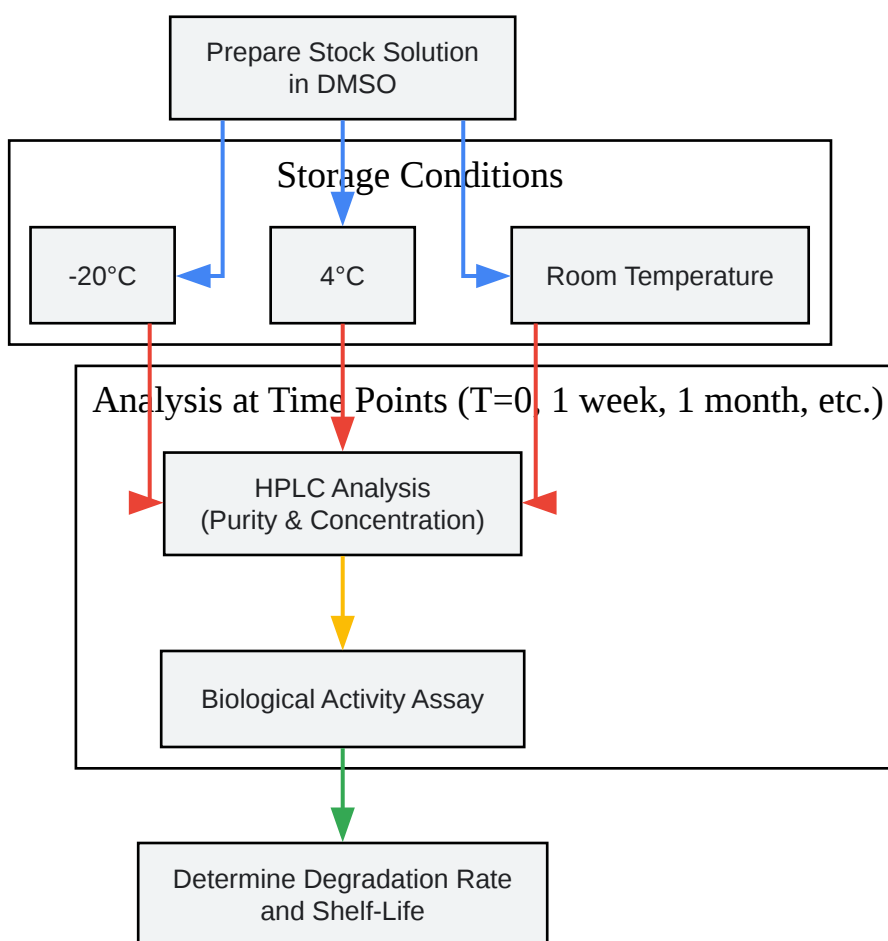 Prepare Stock Solution
in DMSO
Storage Conditions
-20°C
4°C
Room Temperature
Analysis at Time Points (T=0, 1 week, 1 month, etc.)
HPLC Analysis
(Purity & Concentration)
Biological Activity Assay
Determine Degradation Rate
and Shelf-Life